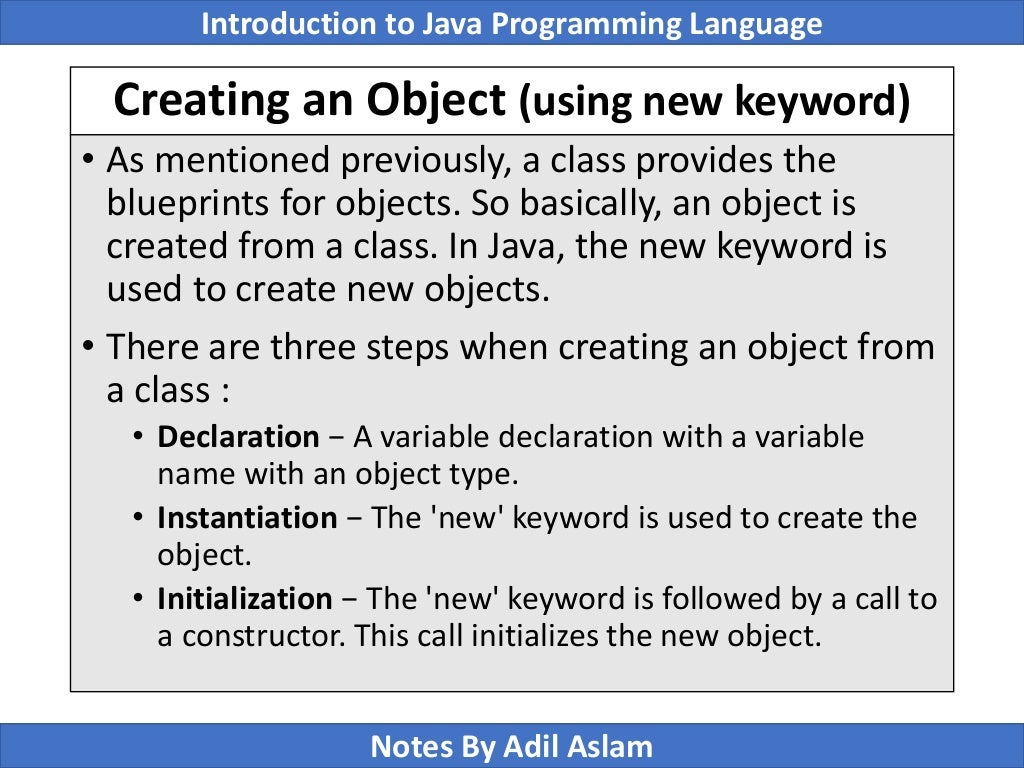 Introduction to Java Programming Language
Creating an Object (using new keyword)
• As mentioned previously, a class provides the
blueprints for objects. So basically, an object is
created from a class. In Java, the new keyword is
used to create new objects.
• There are three steps when creating an object from
a class :
• Declaration − A variable declaration with a variable
name with an object type.
• Instantiation − The 'new' keyword is used to create the
object.
• Initialization − The 'new' keyword is followed by a call to
a constructor. This call initializes the new object.
Notes By Adil Aslam